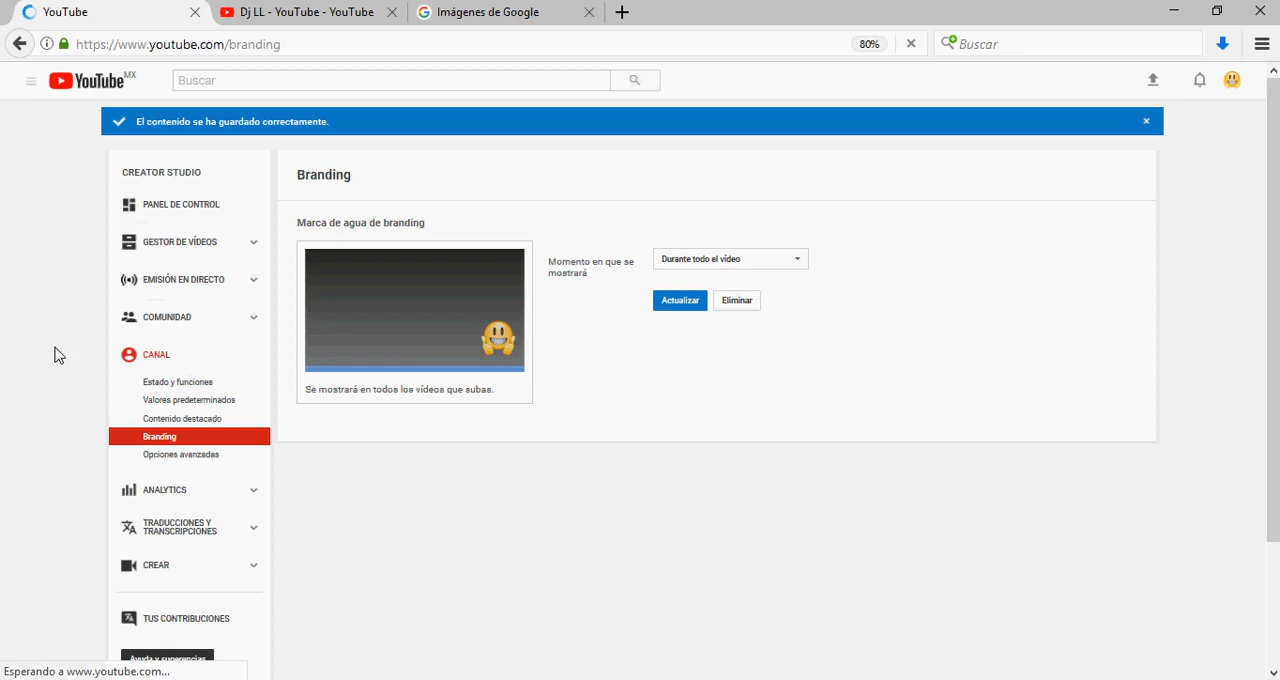 YouTube
Dj LL - YouTube - YouTube
Imágenes de Google
https://www.youtube.com/branding
80%
Buscar
YouTube MX
Buscar
El contenido se ha guardado correctamente.
CREATOR STUDIO
PANEL DE CONTROL
GESTOR DE VÍDEOS
EMISIÓN EN DIRECTO
COMUNIDAD
CANAL
Estado y funciones
Valores predeterminados
Contenido destacado
Branding
Opciones avanzadas
ANALYTICS
TRADUCCIONES Y
TRANSCRIPCIONES
CREAR
TUS CONTRIBUCIONES
Ayuda y sugerencias
Branding
Marca de agua de branding
Se mostrará en todos los vídeos que subas.
Momento en que se
mostrará
Durante todo el vídeo
Actualizar
Eliminar
Esperando a www.youtube.com...